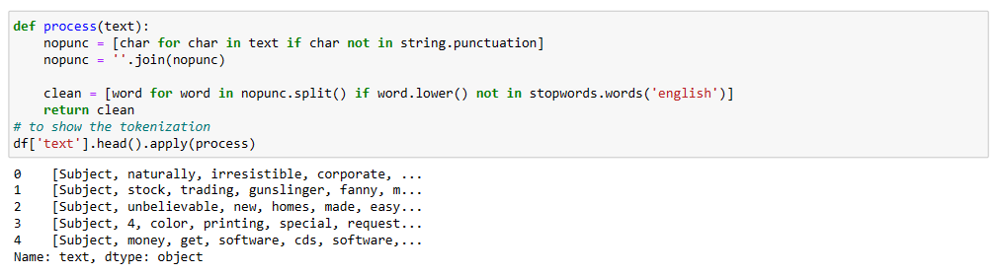 def process(text):
    nopunc = [char for char in text if char not in string.punctuation]
    nopunc = ''.join(nopunc)

    clean = [word for word in nopunc.split() if word.lower() not in stopwords.words('english')]
    return clean
# to show the tokenization
df['text'].head().apply(process)
0    [Subject, naturally, irresistible, corporate, ...
1    [Subject, stock, trading, gunslinger, fanny, m...
2    [Subject, unbelievable, new, homes, made, easy...
3    [Subject, 4, color, printing, special, request...
4    [Subject, money, get, software, cds, software,...
Name: text, dtype: object